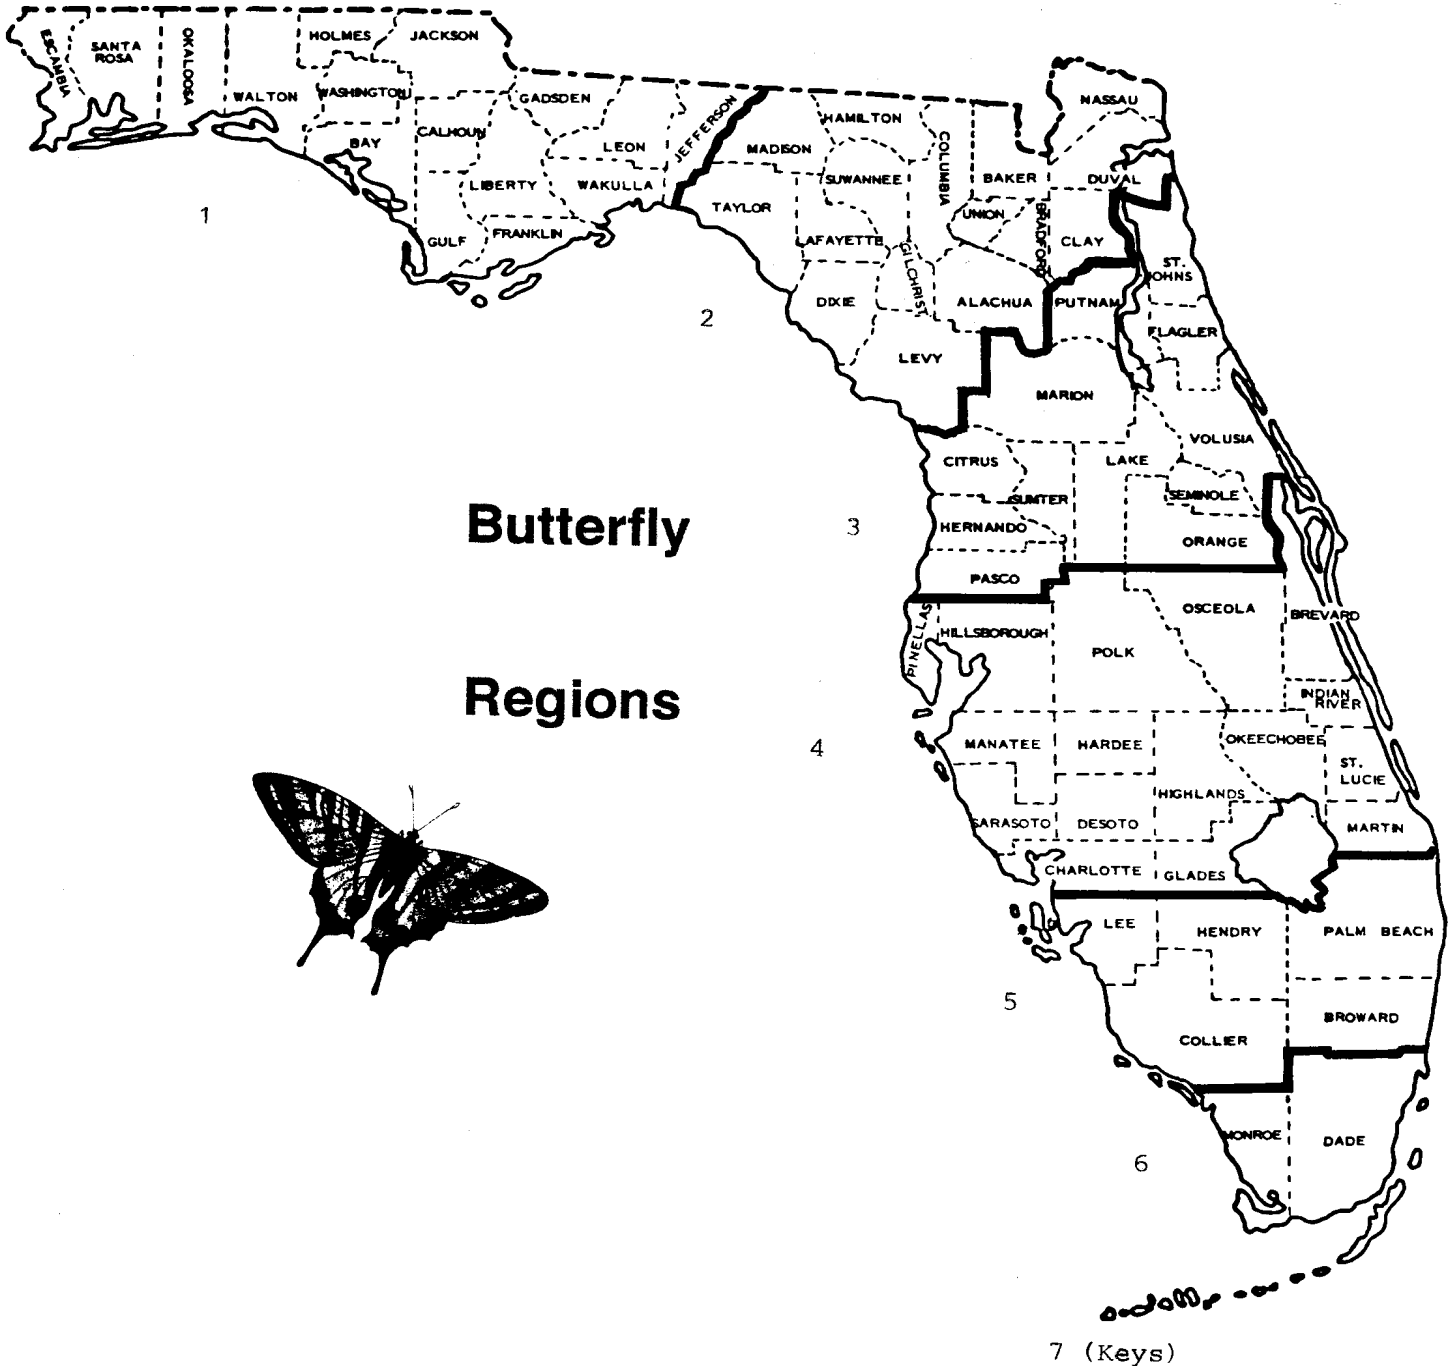 HOLMES
JACKSON
SANTA
ROSA
ESCAMBIA
OKALOOSA
WALTON
WASHINGTON
BAY
GADSDEN
CALHOUN
LEON
JEFFERSON
LIBERTY
WAKULLA
GULF
FRANKLIN
1
NASSAU
HAMILTON
MADISON
COLUMBIA
SUWANNEE
BAKER
DUVAL
TAYLOR
UNION
BRADFORD
CLAY
LAFAYETTE
GILCHRIST
ST.
JOHNS
DIXIE
ALACHUA
PUTNAM
2
FLAGLER
LEVY
MARION
VOLUSIA
CITRUS
LAKE
SUMTER
SEMINOLE
Butterfly
3
HERNANDO
ORANGE
PASCO
OSCEOLA
BREVARD
PINELLAS
HILLSBOROUGH
POLK
Regions
INDIAN
RIVER
4
MANATEE
HARDEE
OKEECHOBEE
ST.
LUCIE
HIGHLANDS
SARASOTO
DESOTO
MARTIN
CHARLOTTE
GLADES
LEE
HENDRY
PALM BEACH
5
BROWARD
COLLIER
MONROE
DADE
6
7 (Keys)